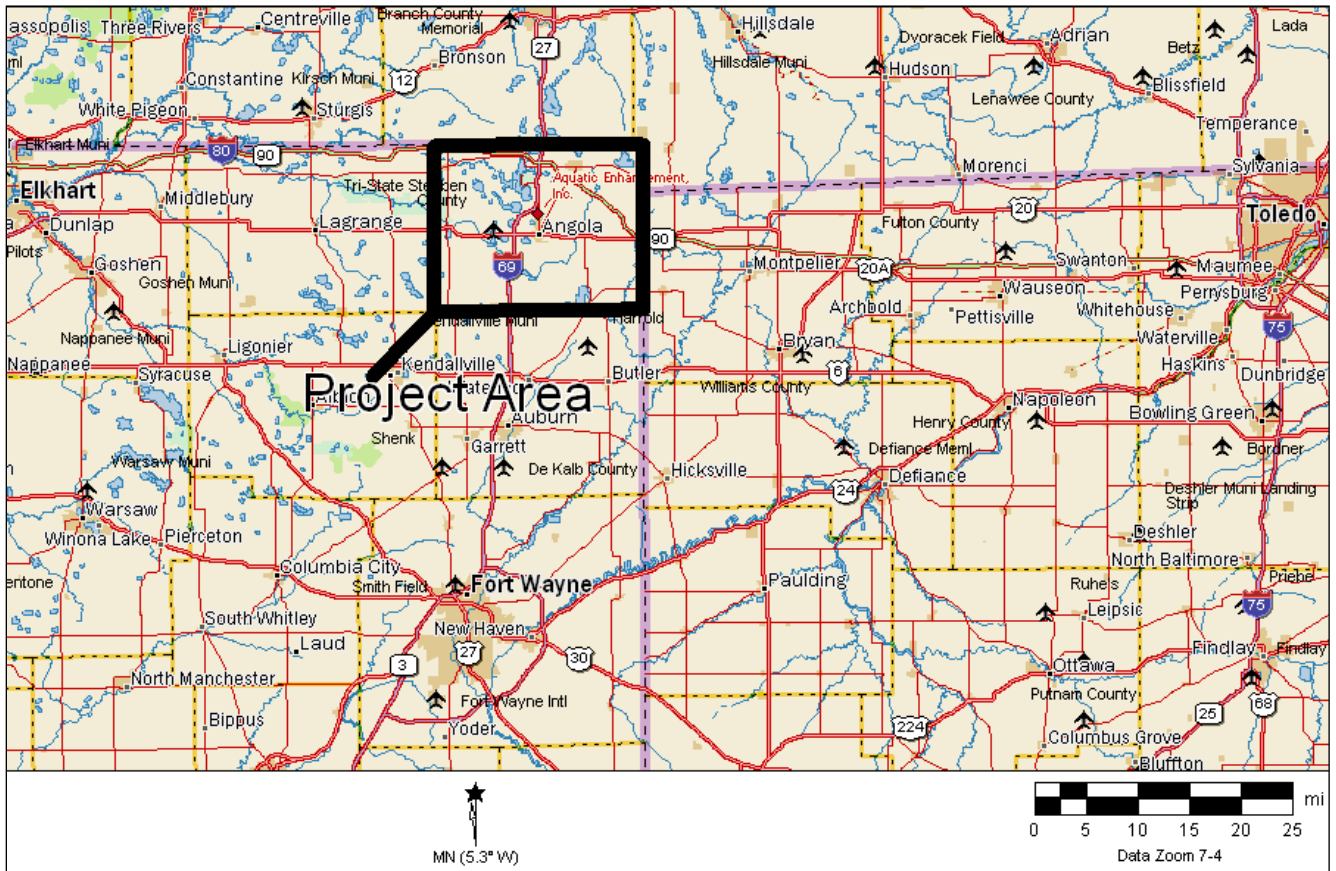 assopolis
Three Rivers
Centreville
Branch County
Memorial
27
Hillsdale
Dvoracek Field
Adrian
Betz
Lada
Bronson
Hillsdale Muni
Hudson
Constantine
Kirsch Muni
12
Blissfield
Lenawee County
White Pigeon
Sturgis
Temperance
Elkhart Muni
80
90
Morenci
Sylvania
Elkhart
Tri-State Steuben
County
Aquatic Enhancement,
Inc.
Middlebury
20
Toledo
Dunlap
Lagrange
Angola
Fulton County
Pilots
90
Goshen
69
Montpelier
20A
Swanton
Maumee
Goshen Muni
Wauseon
Perrysburg
Archbold
Pettisville
Whitehouse
Kendallville Muni
75
Nappanee Muni
Waterville
Ligonier
Bryan
Haskins
Nappanee
Kendallville
6
Dunbridge
Syracuse
Butler
Williams County
Project Area
Napoleon
Bowling Green
Auburn
Henry County
Shenk
Garrett
Defiance Meml
Bordner
Warsaw Muni
De Kalb County
Hicksville
Defiance
24
Deshler Muni Landing
Strip
Warsaw
Winona Lake
Pierceton
Deshler
Columbia City
North Baltimore
entone
Smith Field
Fort Wayne
Paulding
Ruhe's
Priebe
Leipsic
75
South Whitley
New Haven
Laud
27
3
30
Findlay
Findlay
Ottawa
North Manchester
Putnam County
Fort Wayne Intl
68
25
Bippus
Yoder
224
Columbus Grove
Bluffton
mi
0 5 10 15 20 25
MN (5.3° W)
Data Zoom 7-4